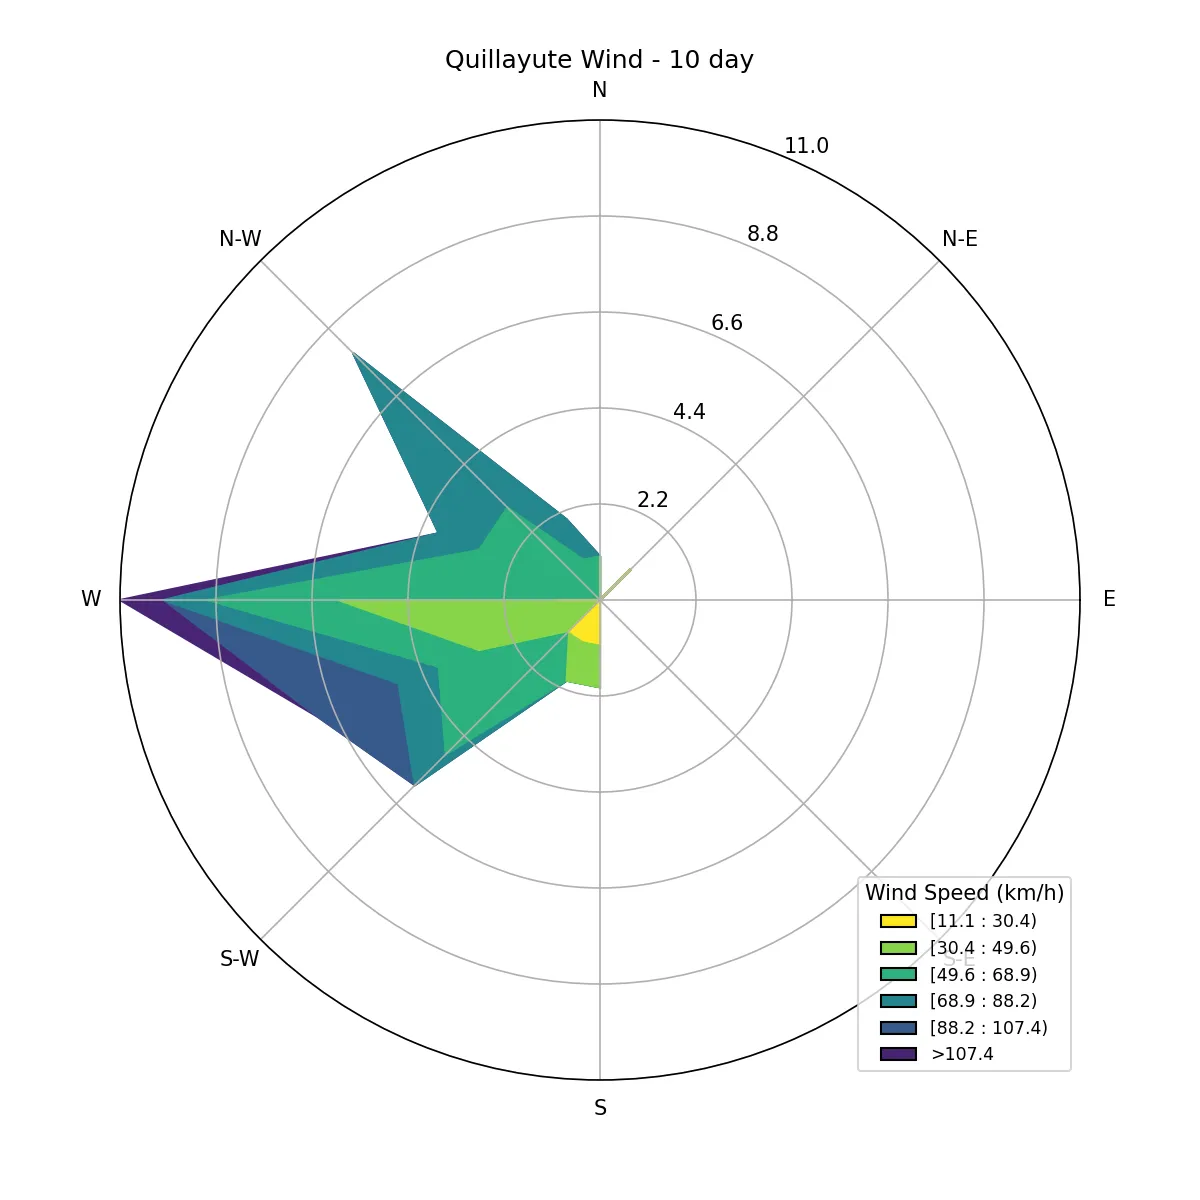 Quillayute Wind - 10 day
N
11.0
N-W
N-E
8.8
6.6
4.4
2.2
W
E
S-W
S-E
S
Wind Speed (km/h)
[11.1 : 30.4)
[30.4 : 49.6)
[49.6 : 68.9)
[68.9 : 88.2)
[88.2 : 107.4)
>107.4